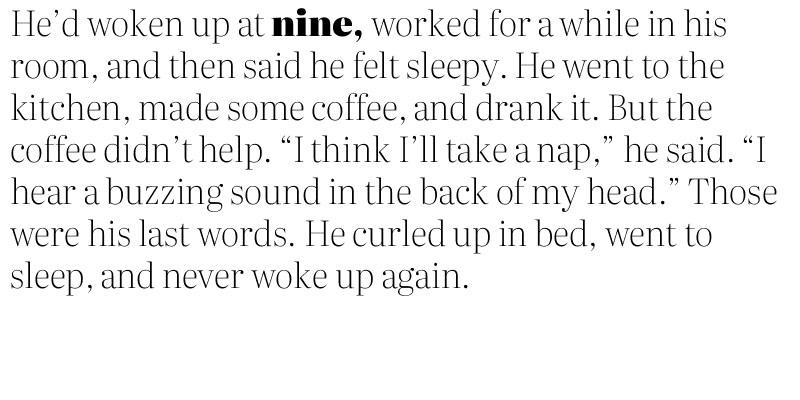 He’d woken up at nine, worked for a while in his
room, and then said he felt sleepy. He went to the
kitchen, made some coffee, and drank it. But the
coffee didn’t help. “I think I’ll take a nap,” he said. “I
hear a buzzing sound in the back of my head.” Those
were his last words. He curled up in bed, went to
sleep, and never woke up again.